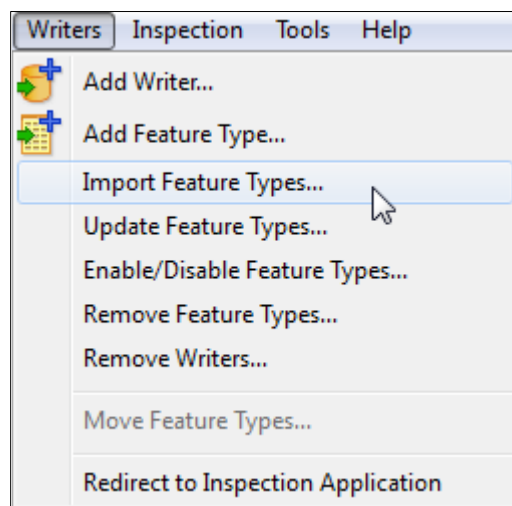 Writers Inspection Tools Help
Add Writer...
Add Feature Type...
Import Feature Types...
Update Feature Types...
Enable/Disable Feature Types...
Remove Feature Types...
Remove Writers...
Move Feature Types...
Redirect to Inspection Application